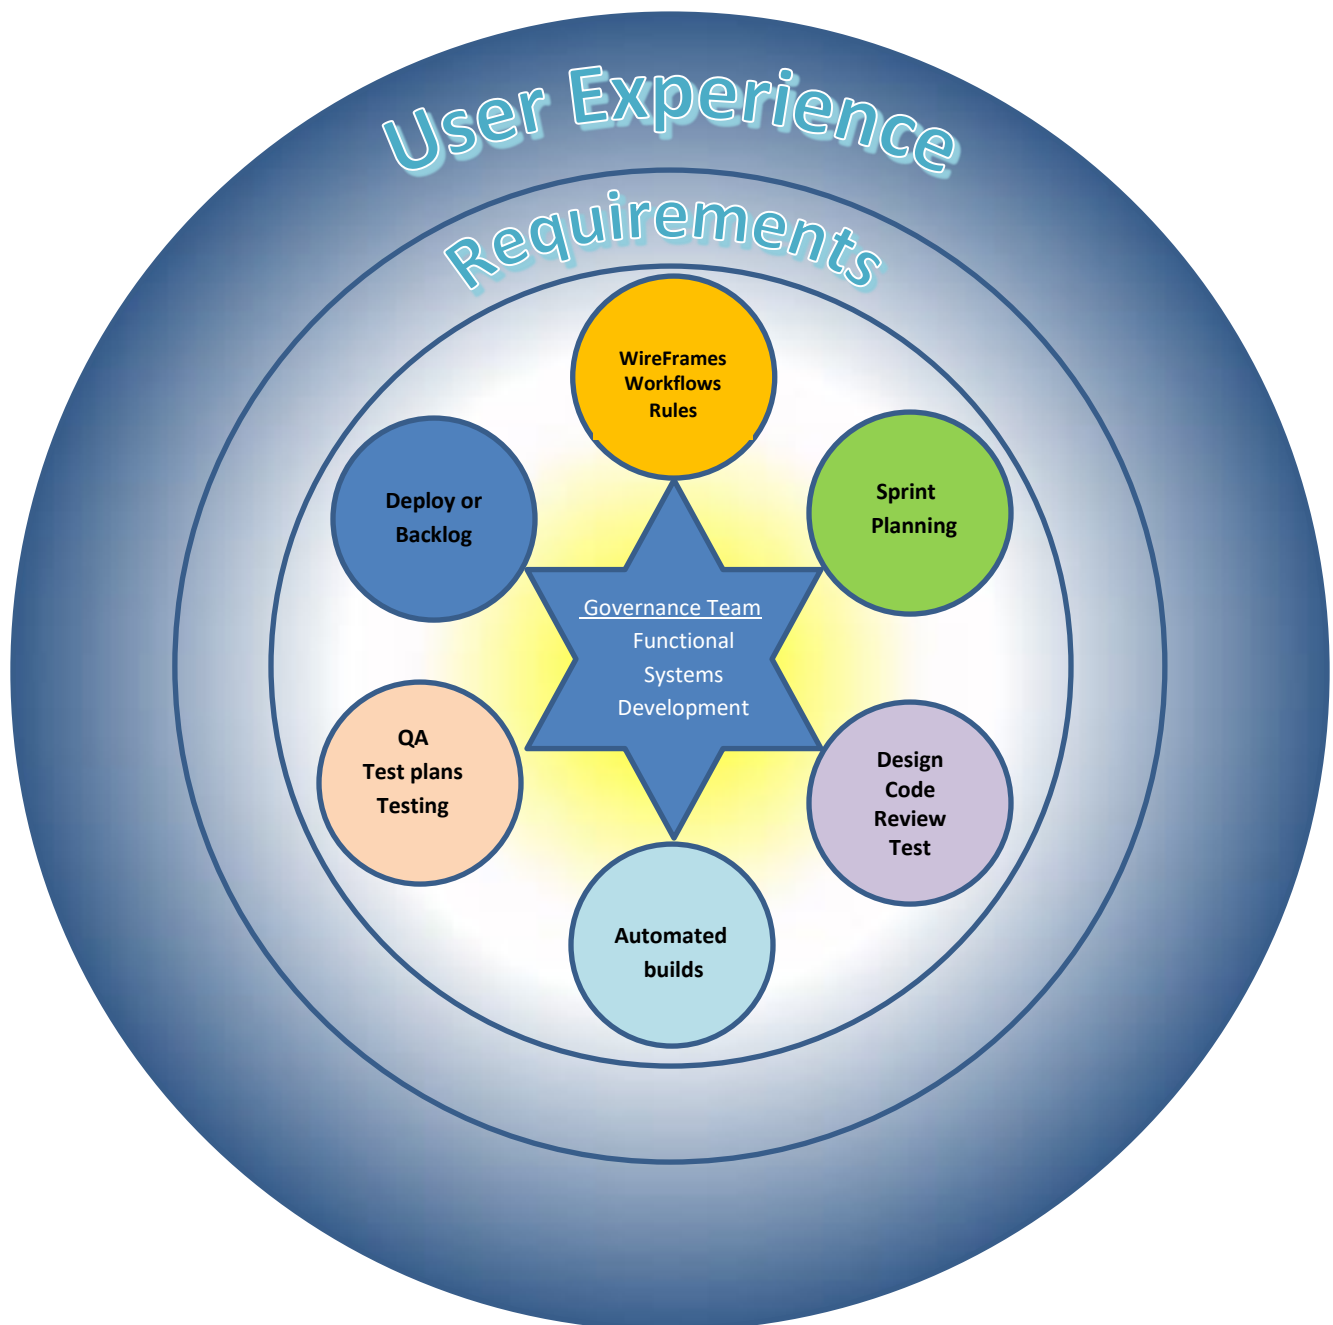 User Experience
Requirements
WireFrames
Workflows
Rules
Deploy or
Backlog
Sprint
Planning
Governance Team
Functional
Systems
Development
QA
Test plans
Testing
Design
Code
Review
Test
Automated
builds